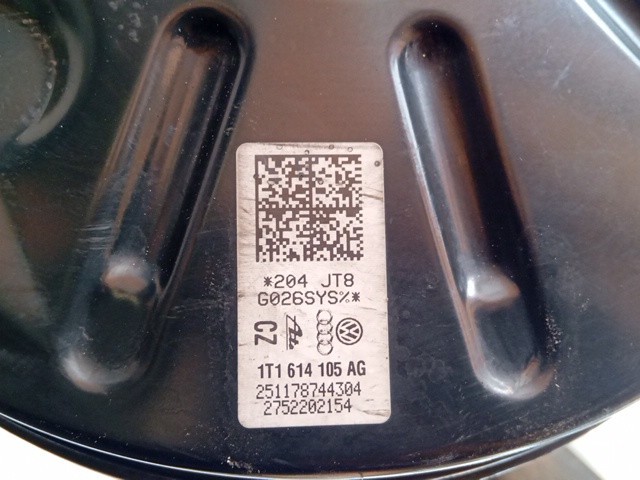 *204 JT8
G026SYS%*
CZ
1T1 614 105 AG
251178744304
2752202154